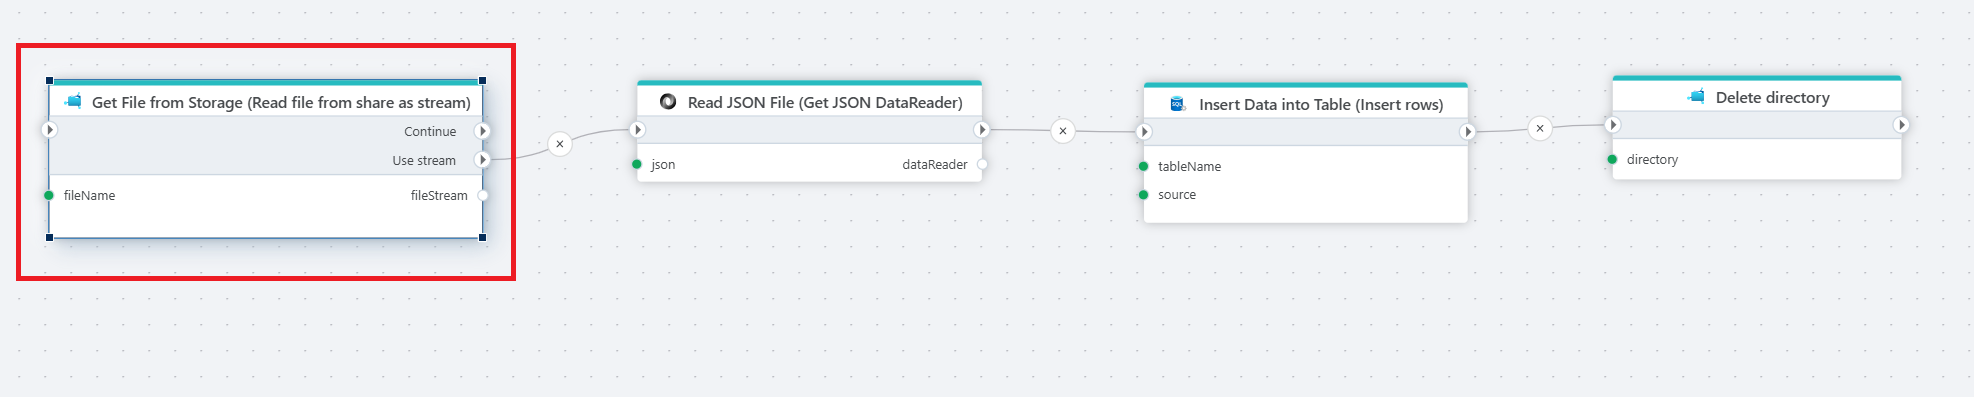 Get File from Storage (Read file from share as stream)
Continue
Use stream
fileName
fileStream
Read JSON File (Get JSON DataReader)
json
dataReader
Insert Data into Table (Insert rows)
tableName
source
Delete directory
directory